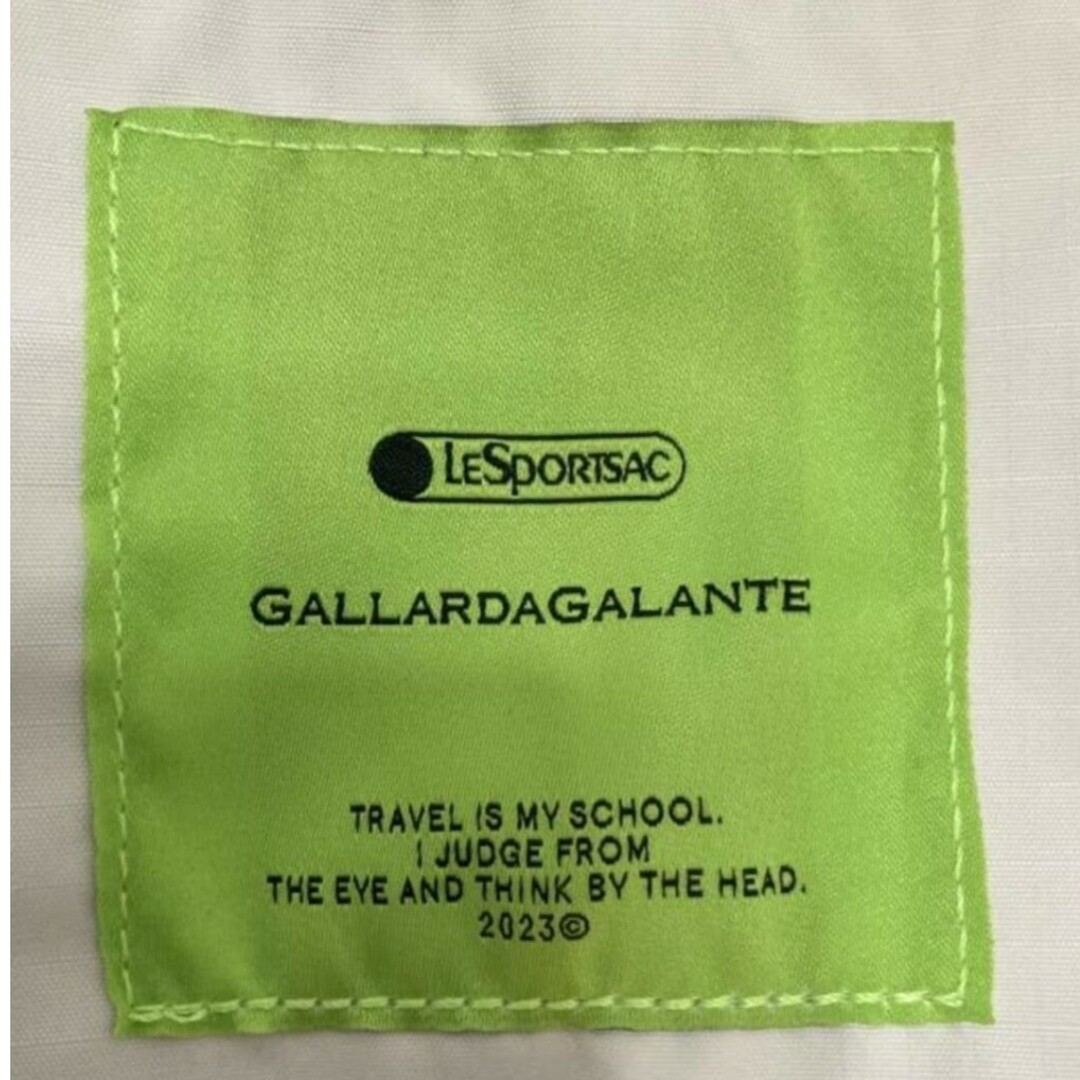 LESPORTSAC
GALLARDAGALANTE
TRAVEL IS MY SCHOOL.
I JUDGE FROM
THE EYE AND THINK BY THE HEAD.
2023©